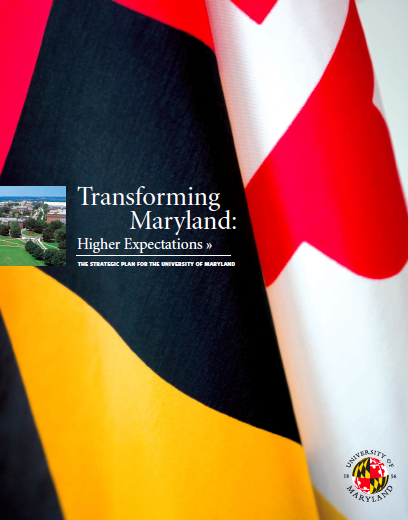 Transforming
Maryland:
Higher Expectations »
THE STRATEGIC PLAN FOR THE UNIVERSITY OF MARYLAND
UNIVERSITY OF
18 56
MARYLAND